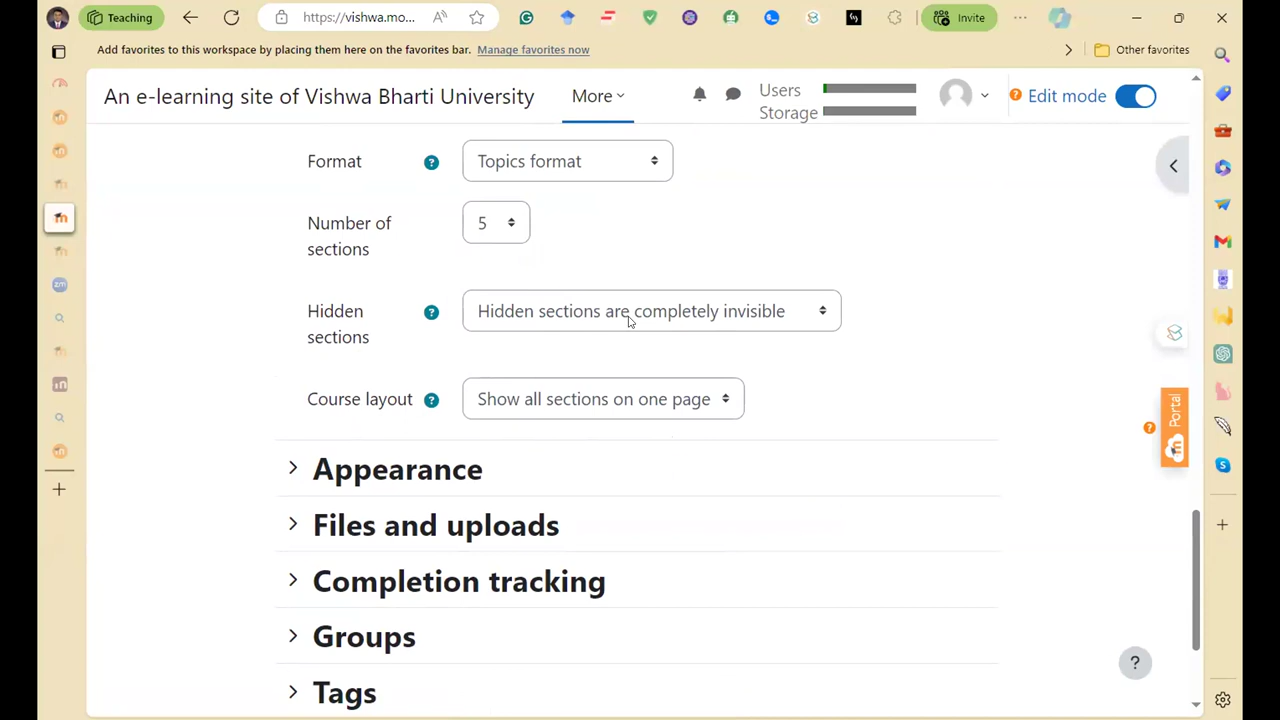 Teaching
https://vishwa.mo...
Invite
Add favorites to this workspace by placing them here on the favorites bar. Manage favorites now
Other favorites
An e-learning site of Vishwa Bharti University
More
Users
Storage
Edit mode
Format
Topics format
Number of
sections
5
Hidden
sections
Hidden sections are completely invisible
Course layout
Show all sections on one page
Portal
Appearance
Files and uploads
Completion tracking
Groups
Tags
?